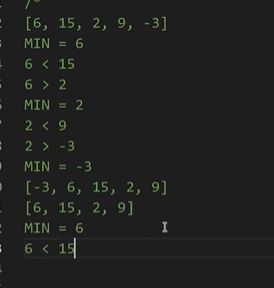 /*
[6, 15, 2, 9, -3]
MIN = 6
6 < 15
6 > 2
MIN = 2
2 < 9
2 > -3
MIN = -3
[-3, 6, 15, 2, 9]
[6, 15, 2, 9]
MIN = 6
6 < 15